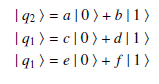 | q₂ ⟩ = a | 0 ⟩ + b | 1 ⟩
| q₁ ⟩ = c | 0 ⟩ + d | 1 ⟩
| q₁ ⟩ = e | 0 ⟩ + f | 1 ⟩